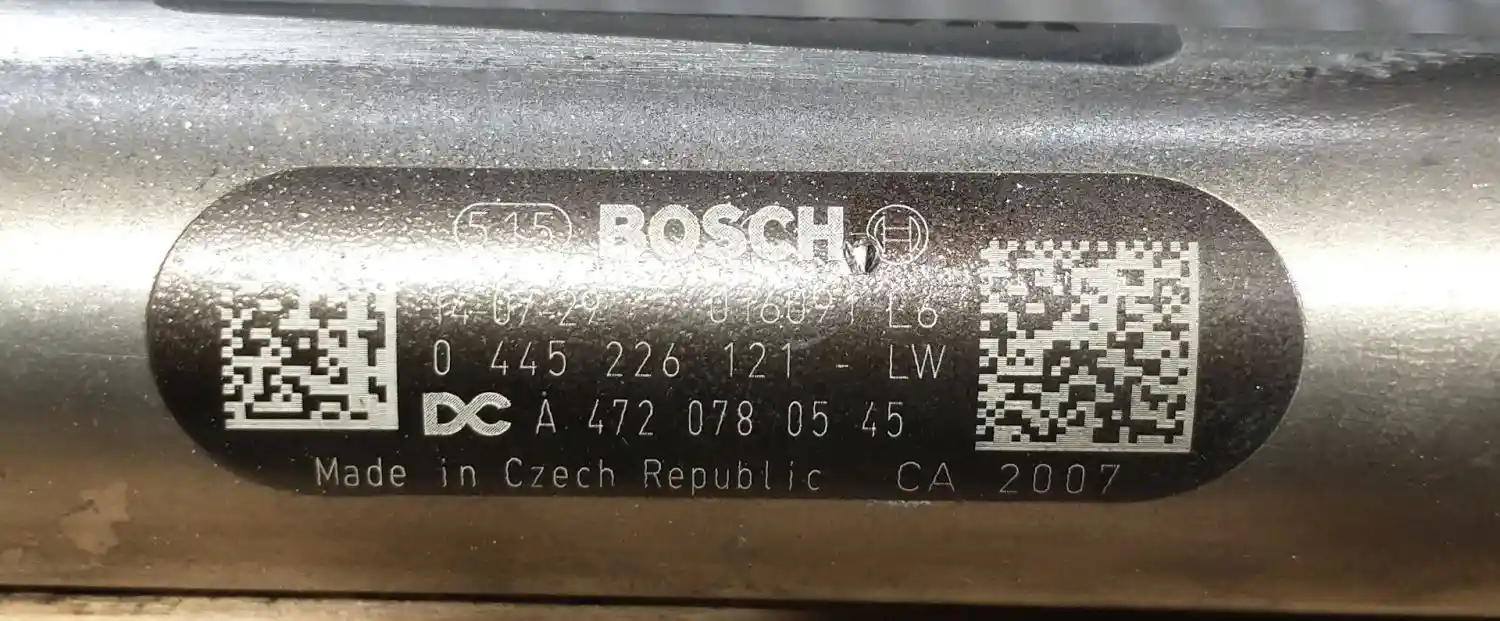 515 BOSCH
14-07-29 016091 L6
0 445 226 121 - LW
DC A 472 078 05 45
Made in Czech Republic CA 2007